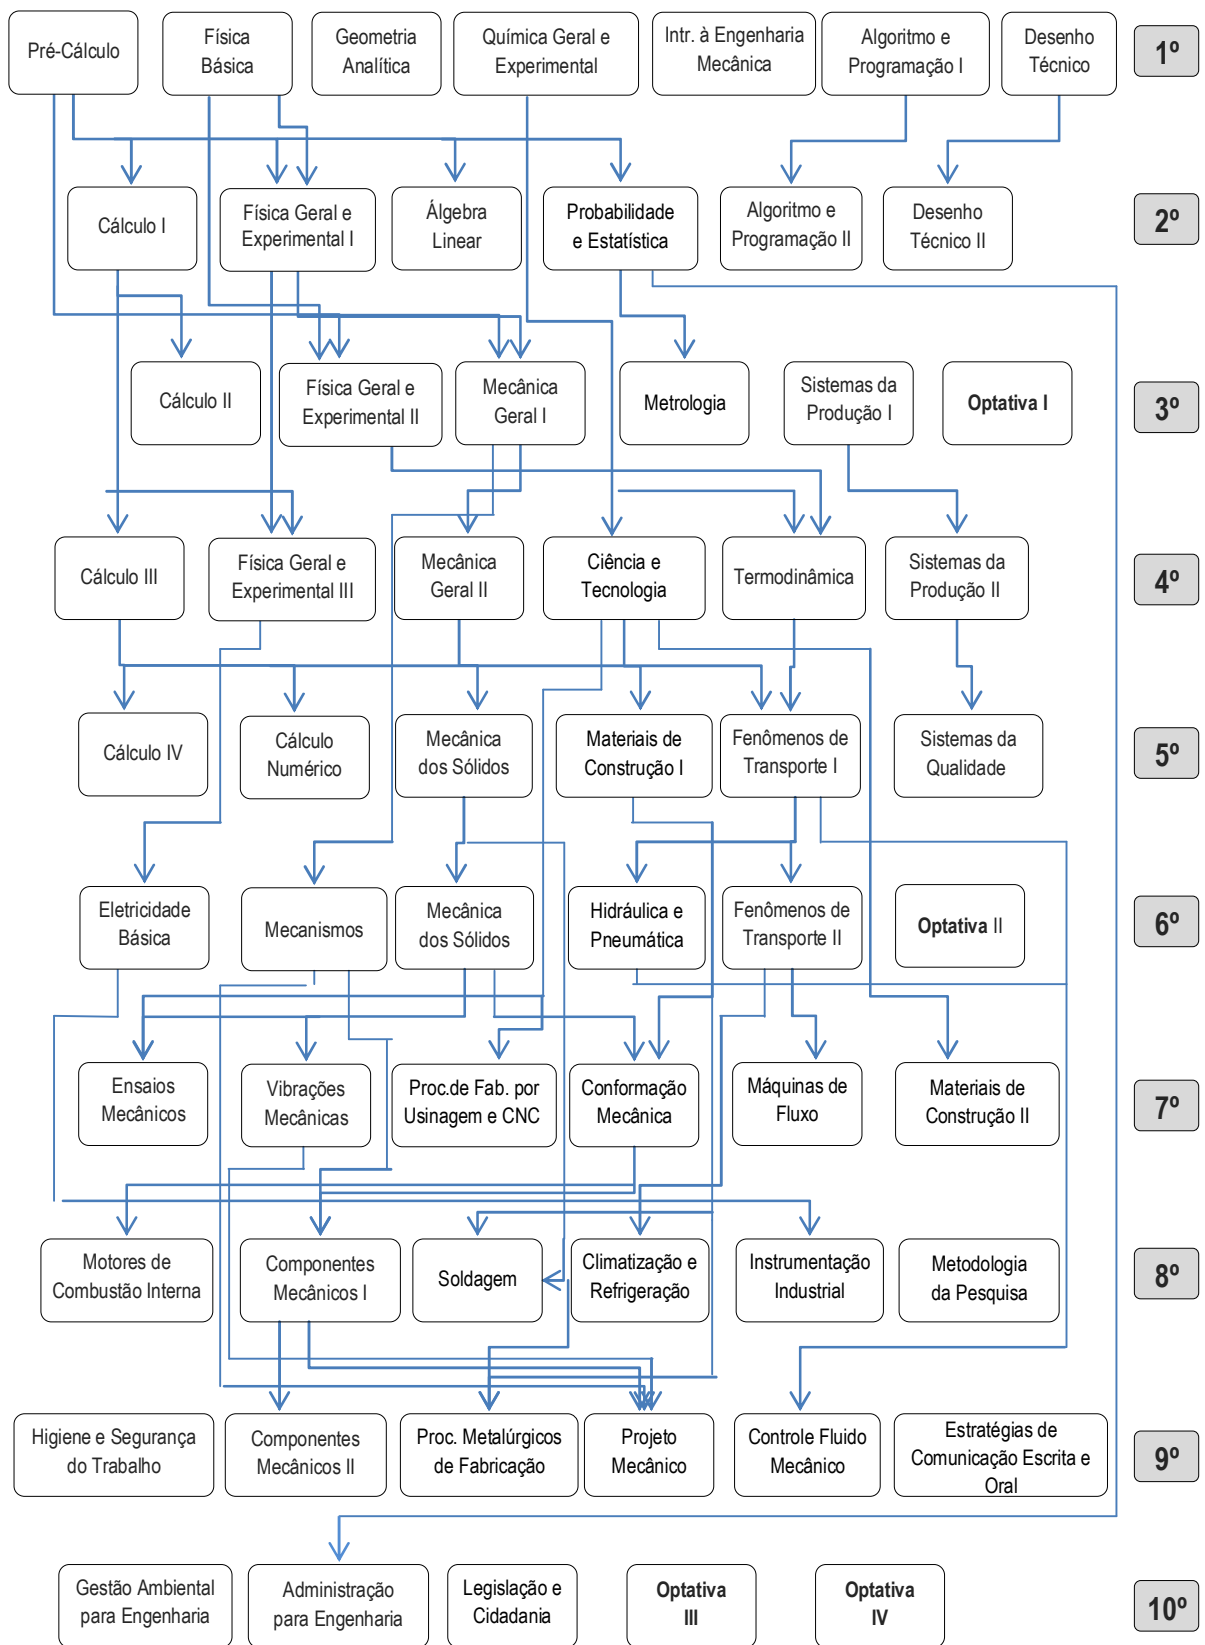 Pré-Cálculo
Física
Básica
Geometria
Analítica
Química Geral e
Experimental
Intr. à Engenharia
Mecânica
Algoritmo e
Programação I
Desenho
Técnico
1º
Cálculo I
Física Geral e
Experimental I
Álgebra
Linear
Probabilidade
e Estatística
Algoritmo e
Programação II
Desenho
Técnico II
2º
Cálculo II
Física Geral e
Experimental II
Mecânica
Geral I
Metrologia
Sistemas da
Produção I
Optativa I
3º
Cálculo III
Física Geral e
Experimental III
Mecânica
Geral II
Ciência e
Tecnologia
Termodinâmica
Sistemas da
Produção II
4º
Cálculo IV
Cálculo
Numérico
Mecânica
dos Sólidos
Materiais de
Construção I
Fenômenos de
Transporte I
Sistemas da
Qualidade
5º
Eletricidade
Básica
Mecanismos
Mecânica
dos Sólidos
Hidráulica e
Pneumática
Fenômenos de
Transporte II
Optativa II
6º
Ensaios
Mecânicos
Vibrações
Mecânicas
Proc.de Fab. por
Usinagem e CNC
Conformação
Mecânica
Máquinas de
Fluxo
Materiais de
Construção II
7º
Motores de
Combustão Interna
Componentes
Mecânicos I
Soldagem
Climatização e
Refrigeração
Instrumentação
Industrial
Metodologia
da Pesquisa
8º
Higiene e Segurança
do Trabalho
Componentes
Mecânicos II
Proc. Metalúrgicos
de Fabricação
Projeto
Mecânico
Controle Fluido
Mecânico
Estratégias de
Comunicação Escrita e
Oral
9º
Gestão Ambiental
para Engenharia
Administração
para Engenharia
Legislação e
Cidadania
Optativa
III
Optativa
IV
10º